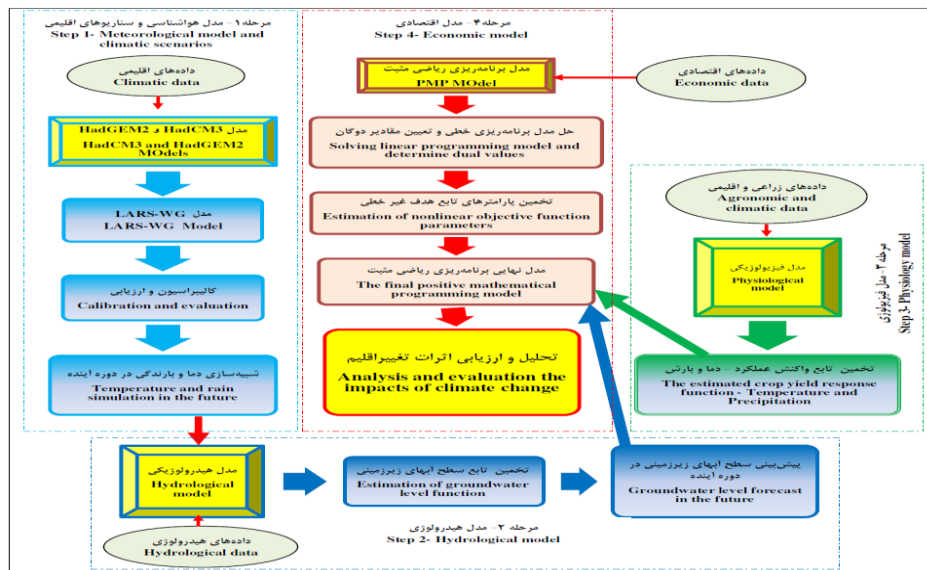 مرحله ۱- مدل هواشناسی و سناریوهای اقلیمی
Step 1- Meteorological model and
climatic scenarios
داده‌های اقلیمی
Climatic data
مدل HadCM3 و HadGEM2
HadCM3 and HadGEM2
MOdels
مدل LARS-WG
LARS-WG Model
کالیبراسیون و ارزیابی
Calibration and evaluation
شبیه‌سازی دما و بارندگی در دوره آینده
Temperature and rain
simulation in the future
مرحله ۴- مدل اقتصادی
Step 4- Economic model
مدل برنامه‌ریزی ریاضی مثبت
PMP MOdel
داده‌های اقتصادی
Economic data
حل مدل برنامه‌ریزی خطی و تعیین مقادیر دوگان
Solving linear programming model and
determine dual values
تخمین پارامترهای تابع هدف غیر خطی
Estimation of nonlinear objective function
parameters
مدل نهایی برنامه‌ریزی ریاضی مثبت
The final positive mathematical
programming model
تحلیل و ارزیابی اثرات تغییراقلیم
Analysis and evaluation the
impacts of climate change
داده‌های زراعی و اقلیمی
Agronomic and
climatic data
مدل فیزیولوژیکی
Physiological
model
مرحله ۳- مدل فیزیولوژی
Step 3- Physiology model
تخمین تابع واکنش عملکرد - دما و بارش
The estimated crop yield response
function - Temperature and
Precipitation
مدل هیدرولوژیکی
Hydrological
model
داده‌های هیدرولوژی
Hydrological data
تخمین تابع سطح آبهای زیرزمینی
Estimation of groundwater
level function
پیش‌بینی سطح آبهای زیرزمینی در
دوره آینده
Groundwater level forecast
in the future
مرحله ۲- مدل هیدرولوژی
Step 2- Hydrological model